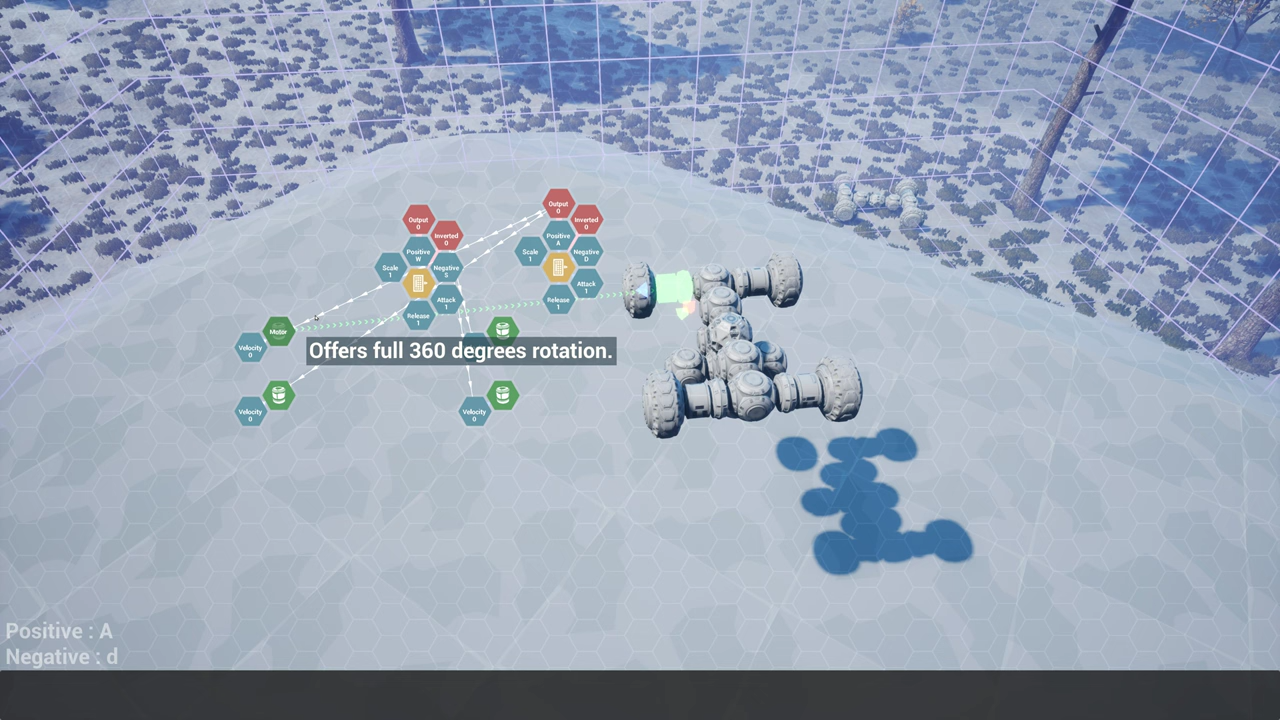 Output
0
Inverted
0
Positive
A
Scale
1
Negative
D
Attack
1
Release
1
Output
0
Inverted
0
Positive
W
Scale
1
Negative
S
Attack
1
Release
1
Motor
Velocity
0
Offers full 360 degrees rotation.
Velocity
0
Velocity
0
Positive : A
Negative : d